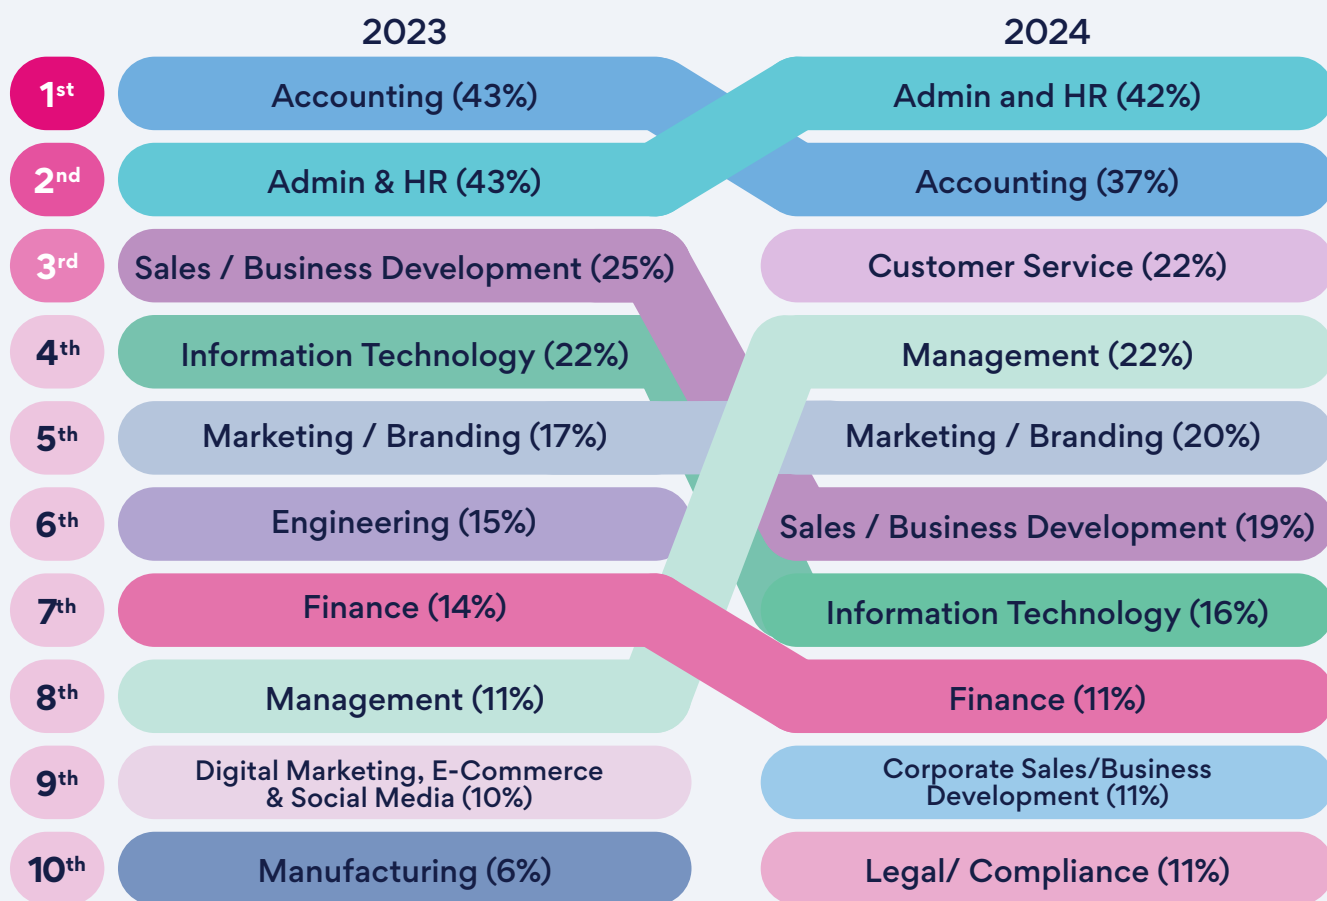 2023 2024
1st Accounting (43%) Admin and HR (42%)
2nd Admin & HR (43%) Accounting (37%)
3rd Sales / Business Development (25%) Customer Service (22%)
4th Information Technology (22%) Management (22%)
5th Marketing / Branding (17%) Marketing / Branding (20%)
6th Engineering (15%) Sales / Business Development (19%)
7th Finance (14%) Information Technology (16%)
8th Management (11%) Finance (11%)
9th Digital Marketing, E-Commerce
& Social Media (10%)
Corporate Sales/Business
Development (11%)
10th Manufacturing (6%) Legal/ Compliance (11%)